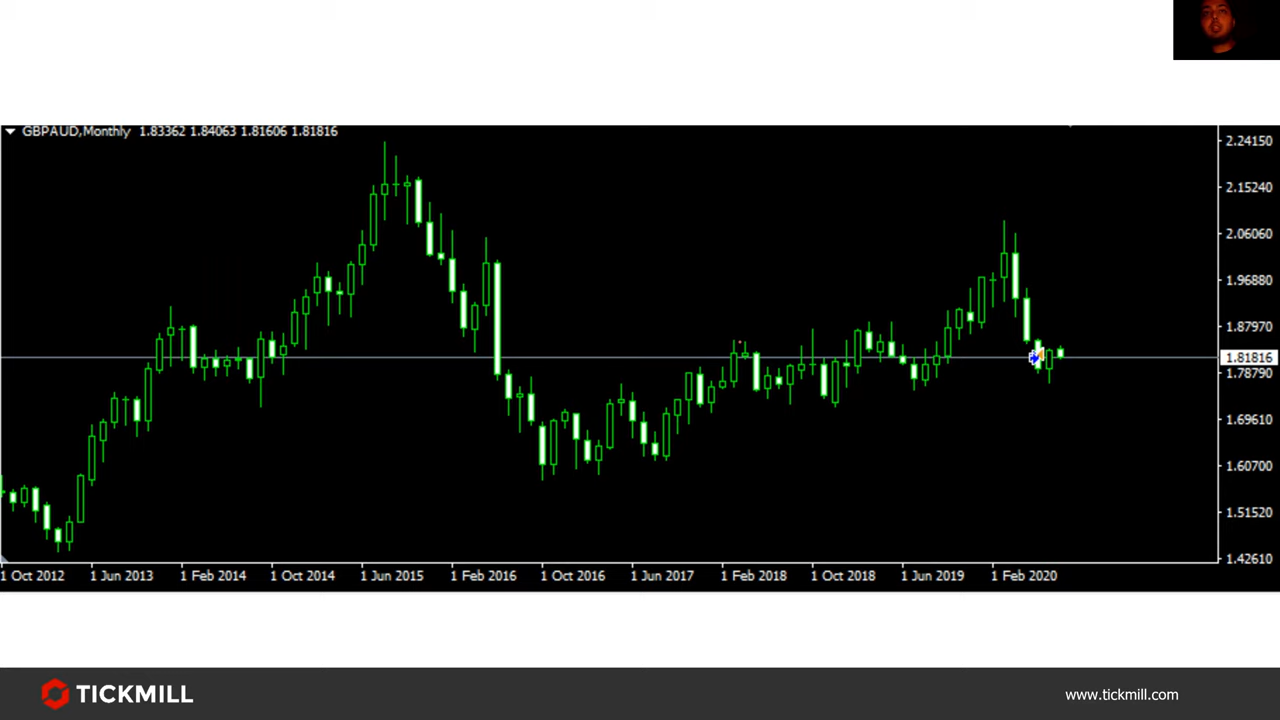 GBPAUD,Monthly 1.83362 1.84063 1.81606 1.81816
2.24150
2.15240
2.06060
1.96880
1.87970
1.81816
1.78790
1.69610
1.60700
1.51520
1.42610
1 Oct 2012 1 Jun 2013 1 Feb 2014 1 Oct 2014 1 Jun 2015 1 Feb 2016 1 Oct 2016 1 Jun 2017 1 Feb 2018 1 Oct 2018 1 Jun 2019 1 Feb 2020
TICKMILL
www.tickmill.com